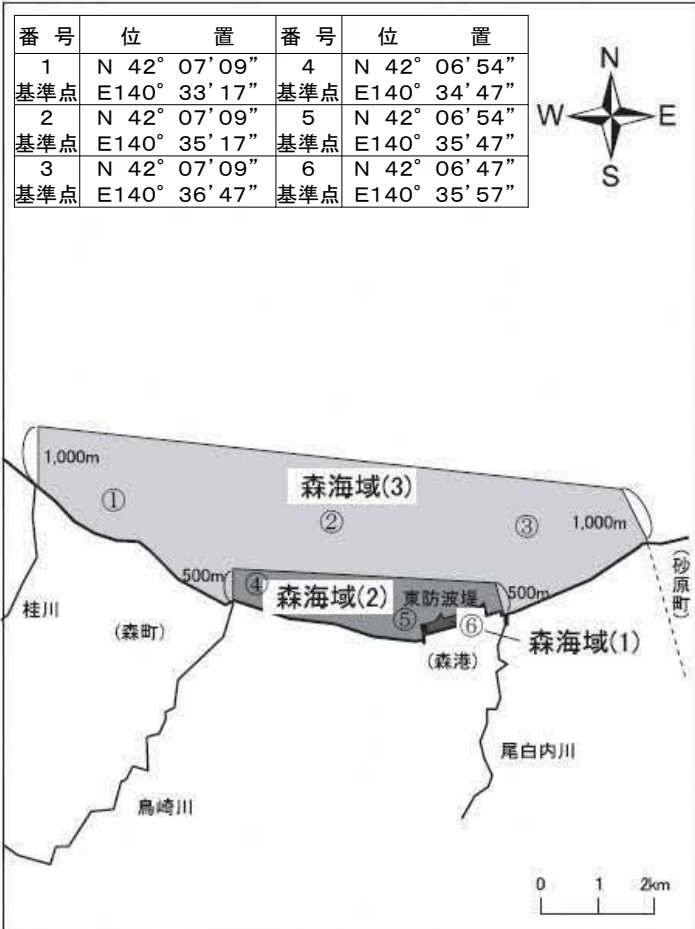 番 号 位 置 番 号 位 置
1 N 42° 07’09” 4 N 42° 06’54”
基準点 E140° 33’17” 基準点 E140° 34’47”
2 N 42° 07’09” 5 N 42° 06’54”
基準点 E140° 35’17” 基準点 E140° 35’47”
3 N 42° 07’09” 6 N 42° 06’47”
基準点 E140° 36’47” 基準点 E140° 35’57”
N
W E
S
1,000m
森海域(3)
① ② ③ 1,000m
500m ④ 森海域(2) 東防波堤 500m
⑤ ⑥ 森海域(1)
(砂原町)
桂川
(森町)
(森港)
尾白内川
鳥崎川
0 1 2km